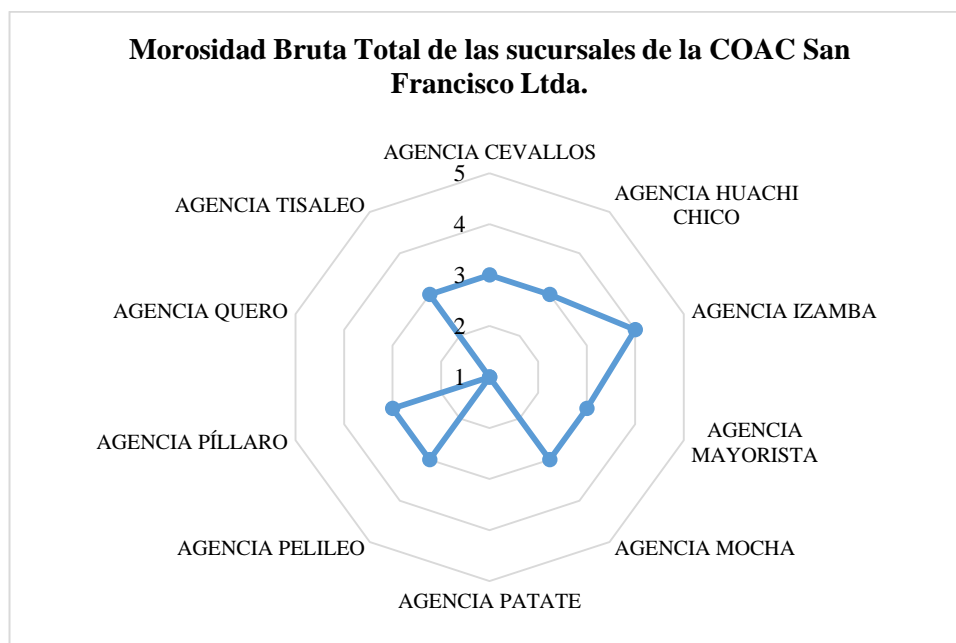 Morosidad Bruta Total de las sucursales de la COAC San
Francisco Ltda.
AGENCIA CEVALLOS
5
AGENCIA HUACHI
CHICO
AGENCIA TISALEO
4
3
AGENCIA QUERO
AGENCIA IZAMBA
2
1
AGENCIA PÍLLARO
AGENCIA
MAYORISTA
AGENCIA PELILEO
AGENCIA MOCHA
AGENCIA PATATE